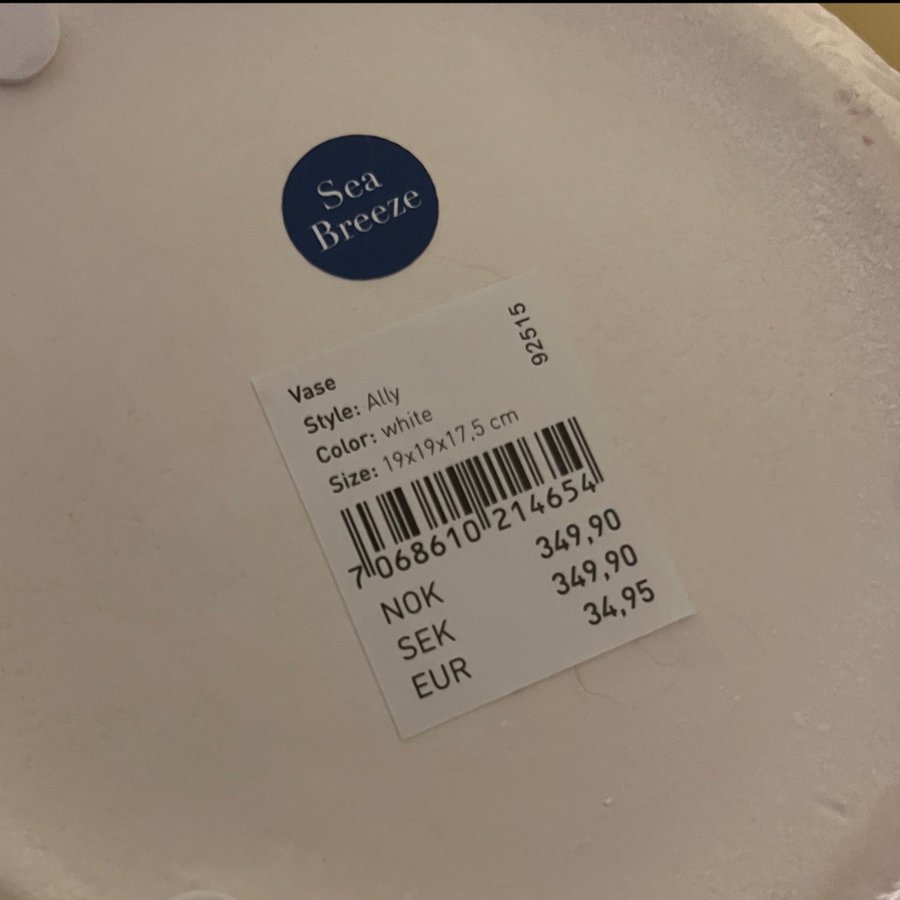 Sea
Breeze
92515
Vase
Style: Ally
Color: white
Size: 19x19x17,5 cm
7 068610 214654
NOK 349,90
SEK 349,90
EUR 34,95